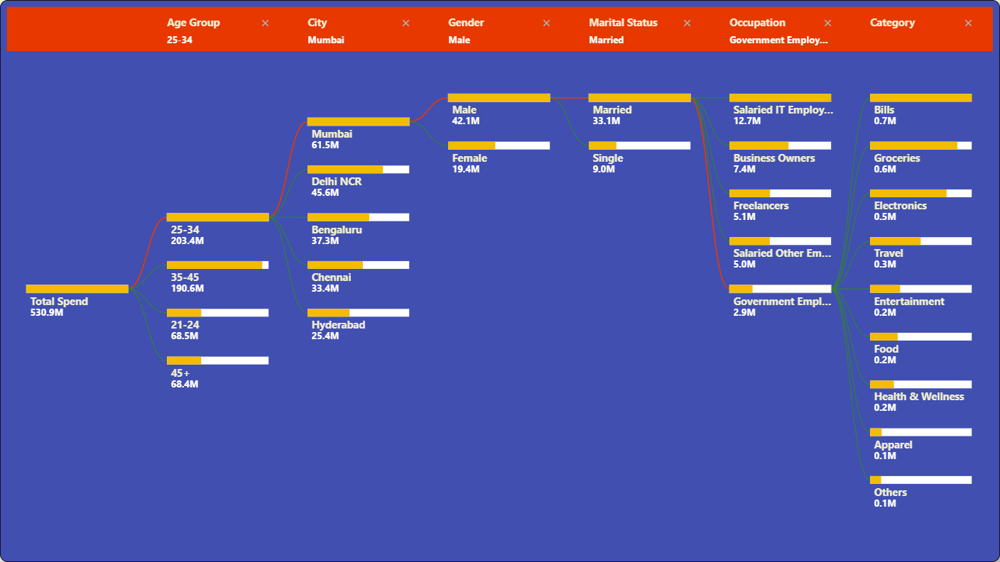 Age Group ×
25-34
City ×
Mumbai
Gender ×
Male
Marital Status ×
Married
Occupation ×
Government Employ...
Category ×
Total Spend
530.9M
25-34
203.4M
35-45
190.6M
21-24
68.5M
45+
68.4M
Mumbai
61.5M
Delhi NCR
45.6M
Bengaluru
37.3M
Chennai
33.4M
Hyderabad
25.4M
Male
42.1M
Female
19.4M
Married
33.1M
Single
9.0M
Salaried IT Employ...
12.7M
Business Owners
7.4M
Freelancers
5.1M
Salaried Other Em...
5.0M
Government Empl...
2.9M
Bills
0.7M
Groceries
0.6M
Electronics
0.5M
Travel
0.3M
Entertainment
0.2M
Food
0.2M
Health & Wellness
0.2M
Apparel
0.1M
Others
0.1M